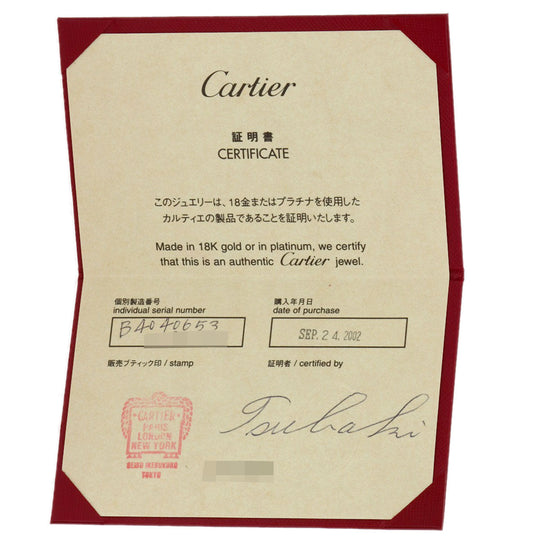 Cartier
証明書
CERTIFICATE
このジュエリーは、18金またはプラチナを使用した
カルティエの製品であることを証明いたします。
Made in 18K gold or in platinum, we certify
that this is an authentic Cartier jewel.
個別製造番号
individual serial number
BA040653
購入年月日
date of purchase
SEP. 24. 2002
販売ブティック印 / stamp
証明者 / certified by
CARTIER
PARIS
LONDON
NEW YORK
SEIBU IKEBUKURO
TOKYO
Tsubaki